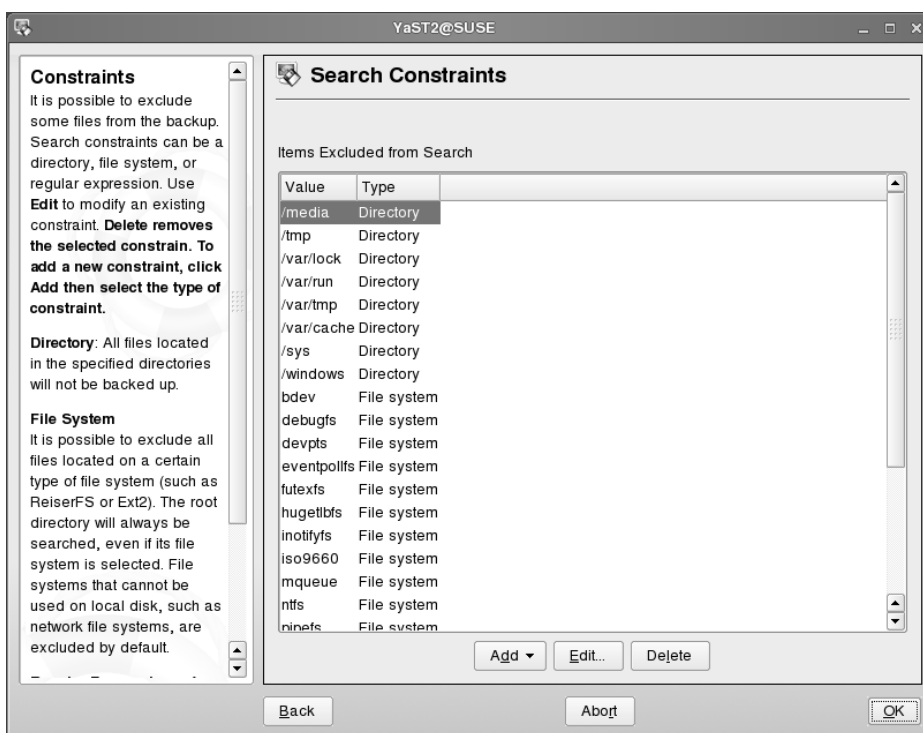 YaST2@SUSE
Constraints
It is possible to exclude
some files from the backup.
Search constraints can be a
directory, file system, or
regular expression. Use
Edit to modify an existing
constraint. Delete removes
the selected constrain. To
add a new constraint, click
Add then select the type of
constraint.
Directory: All files located
in the specified directories
will not be backed up.
File System
It is possible to exclude all
files located on a certain
type of file system (such as
ReiserFS or Ext2). The root
directory will always be
searched, even if its file
system is selected. File
systems that cannot be
used on local disk, such as
network file systems, are
excluded by default.
Search Constraints
Items Excluded from Search
Value Type
/media Directory
/tmp Directory
/var/lock Directory
/var/run Directory
/var/tmp Directory
/var/cache Directory
/sys Directory
/windows Directory
bdev File system
debugfs File system
devpts File system
eventpollfs File system
futexfs File system
hugetlbfs File system
inotifyfs File system
iso9660 File system
mqueue File system
ntfs File system
pipefs File system
Add Edit... Delete
Back Abort OK